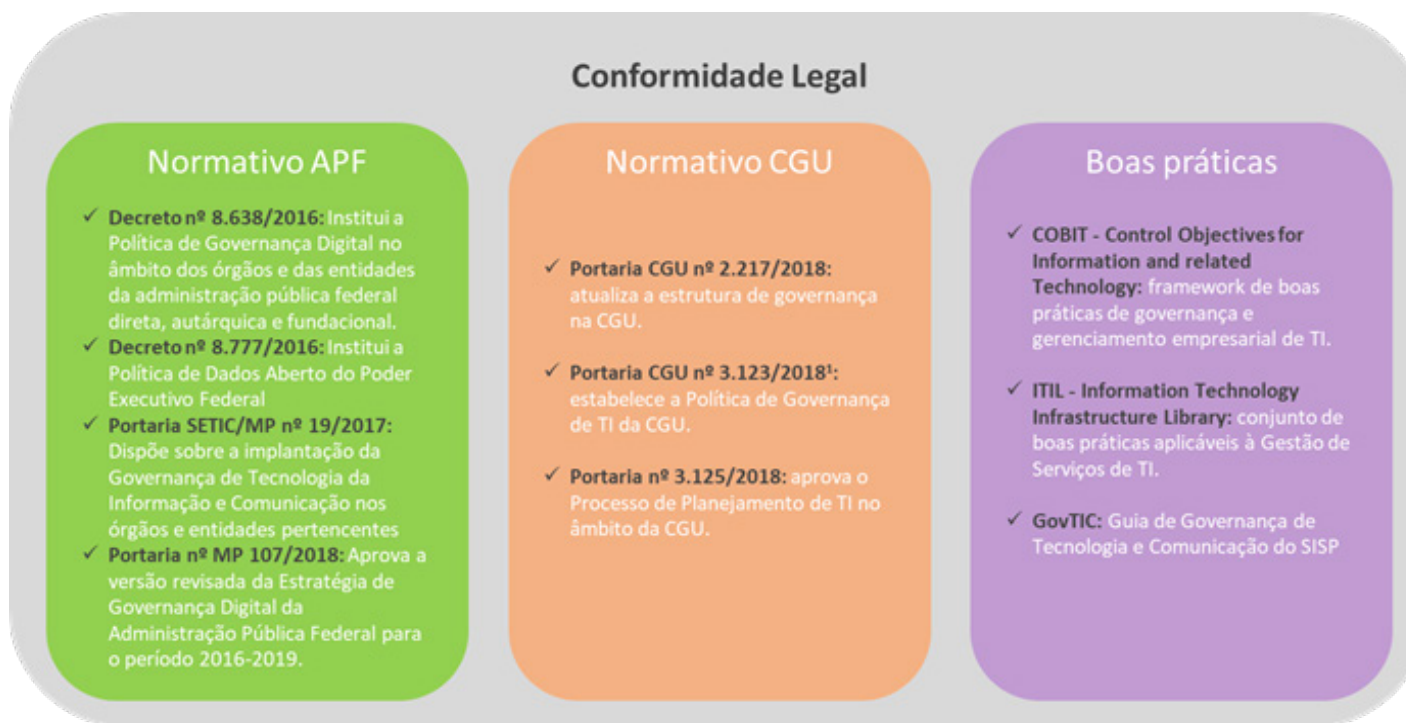 Conformidade Legal
Normativo APF
✓ Decreto nº 8.638/2016: Institui a
Política de Governança Digital no
âmbito dos órgãos e das entidades
da administração pública federal
direta, autárquica e fundacional.
✓ Decreto nº 8.777/2016: Institui a
Política de Dados Aberto do Poder
Executivo Federal
✓ Portaria SETIC/MP nº 19/2017:
Dispõe sobre a implantação da
Governança de Tecnologia da
Informação e Comunicação nos
órgãos e entidades pertencentes
✓ Portaria nº MP 107/2018: Aprova a
versão revisada da Estratégia de
Governança Digital da
Administração Pública Federal para
o período 2016-2019.
Normativo CGU
✓ Portaria CGU nº 2.217/2018:
atualiza a estrutura de governança
na CGU.
✓ Portaria CGU nº 3.123/2018¹:
estabelece a Política de Governança
de TI da CGU.
✓ Portaria nº 3.125/2018: aprova o
Processo de Planejamento de TI no
âmbito da CGU.
Boas práticas
✓ COBIT - Control Objectives for
Information and related
Technology: framework de boas
práticas de governança e
gerenciamento empresarial de TI.
✓ ITIL - Information Technology
Infrastructure Library: conjunto de
boas práticas aplicáveis à Gestão de
Serviços de TI.
✓ GovTIC: Guia de Governança de
Tecnologia e Comunicação do SISP